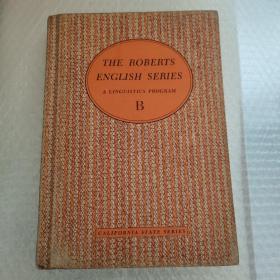 THE ROBERTS
ENGLISH SERIES
A LINGUISTICS PROGRAM
B
CALIFORNIA STATE SERIES